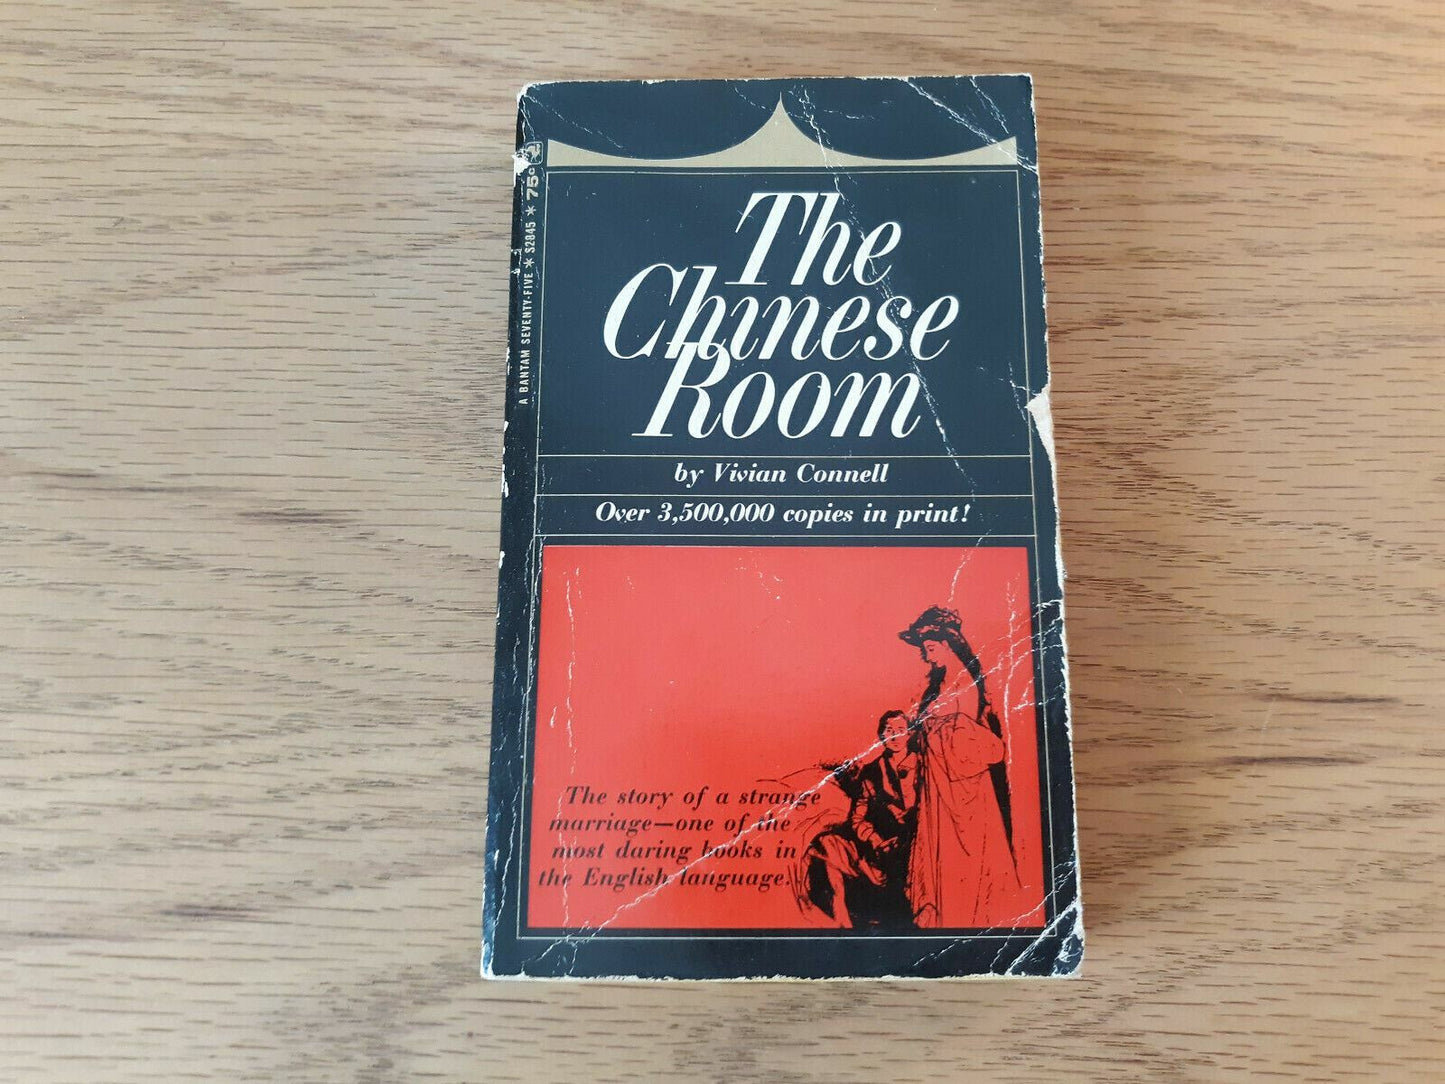 The
Chinese
Room
by Vivian Connell
Over 3,500,000 copies in print!
The story of a strange
marriage—one of the
most daring books in
the English language.
A BANTAM SEVENTY-FIVE * S2845 * 75c